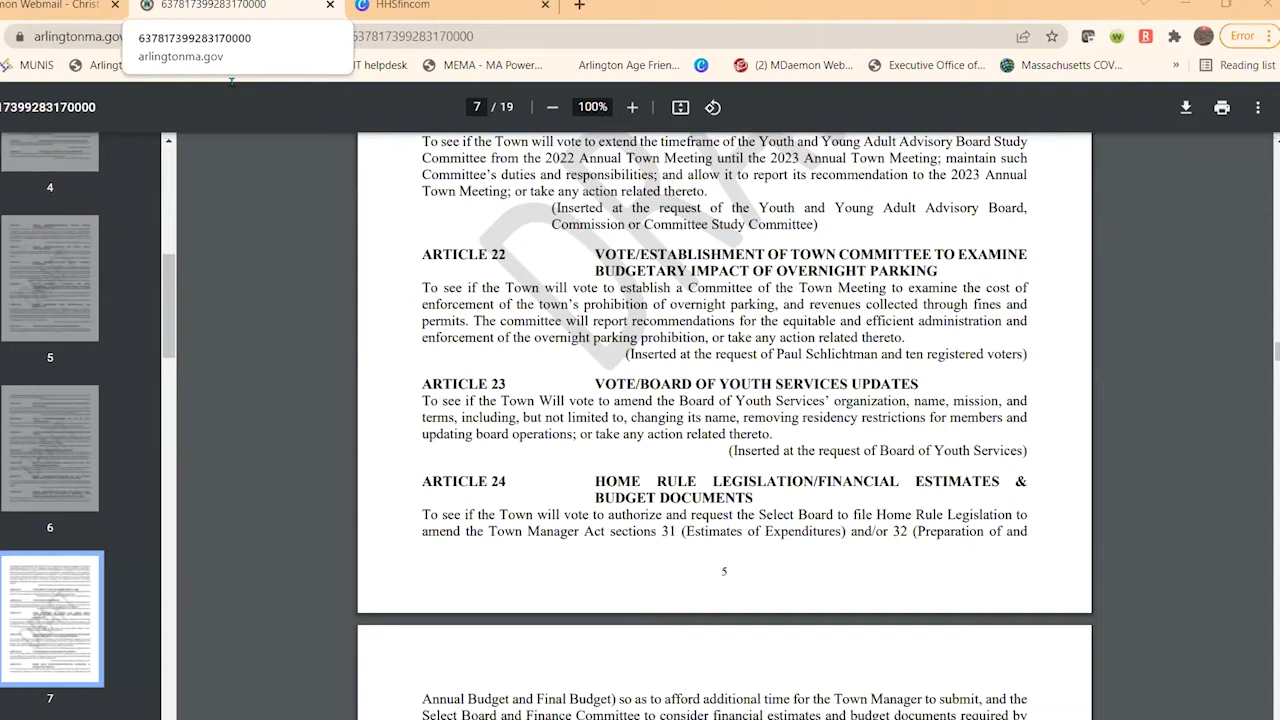 mon Webmail - Christ
637817399283170000
HHSfincom
arlingtonma.gov
637817399283170000
Error
637817399283170000
arlingtonma.gov
MUNIS
Arlingt
IT helpdesk
MEMA - MA Power...
Arlington Age Frien...
(2) MDaemon Web...
Executive Office of...
Massachusetts COV...
»
Reading list
17399283170000
7 / 19
100%
4
5
6
7
To see if the Town will vote to extend the timeframe of the Youth and Young Adult Advisory Board Study
Committee from the 2022 Annual Town Meeting until the 2023 Annual Town Meeting; maintain such
Committee's duties and responsibilities; and allow it to report its recommendation to the 2023 Annual
Town Meeting; or take any action related thereto.
(Inserted at the request of the Youth and Young Adult Advisory Board,
Commission or Committee Study Committee)
ARTICLE 22 VOTE/ESTABLISHMENT OF TOWN COMMITTEE TO EXAMINE
BUDGETARY IMPACT OF OVERNIGHT PARKING
To see if the Town will vote to establish a Committee of the Town Meeting to examine the cost of
enforcement of the town's prohibition of overnight parking, and revenues collected through fines and
permits. The committee will report recommendations for the equitable and efficient administration and
enforcement of the overnight parking prohibition, or take any action related thereto.
(Inserted at the request of Paul Schlichtman and ten registered voters)
ARTICLE 23 VOTE/BOARD OF YOUTH SERVICES UPDATES
To see if the Town Will vote to amend the Board of Youth Services' organization, name, mission, and
terms, including, but not limited to, changing its name, removing residency restrictions for members and
updating board operations; or take any action related thereto.
(Inserted at the request of Board of Youth Services)
ARTICLE 24 HOME RULE LEGISLATION/FINANCIAL ESTIMATES &
BUDGET DOCUMENTS
To see if the Town will vote to authorize and request the Select Board to file Home Rule Legislation to
amend the Town Manager Act sections 31 (Estimates of Expenditures) and/or 32 (Preparation of and
5
Annual Budget and Final Budget) so as to afford additional time for the Town Manager to submit, and the
Select Board and Finance Committee to consider financial estimates and budget documents required by